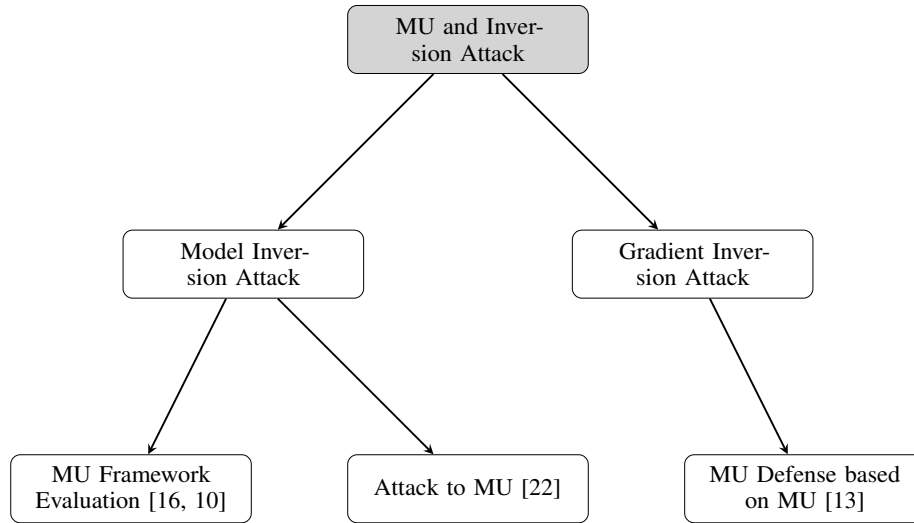 MU and Inver-
sion Attack
Model Inver-
sion Attack
Gradient Inver-
sion Attack
MU Framework
Evaluation [16, 10]
Attack to MU [22]
MU Defense based
on MU [13]